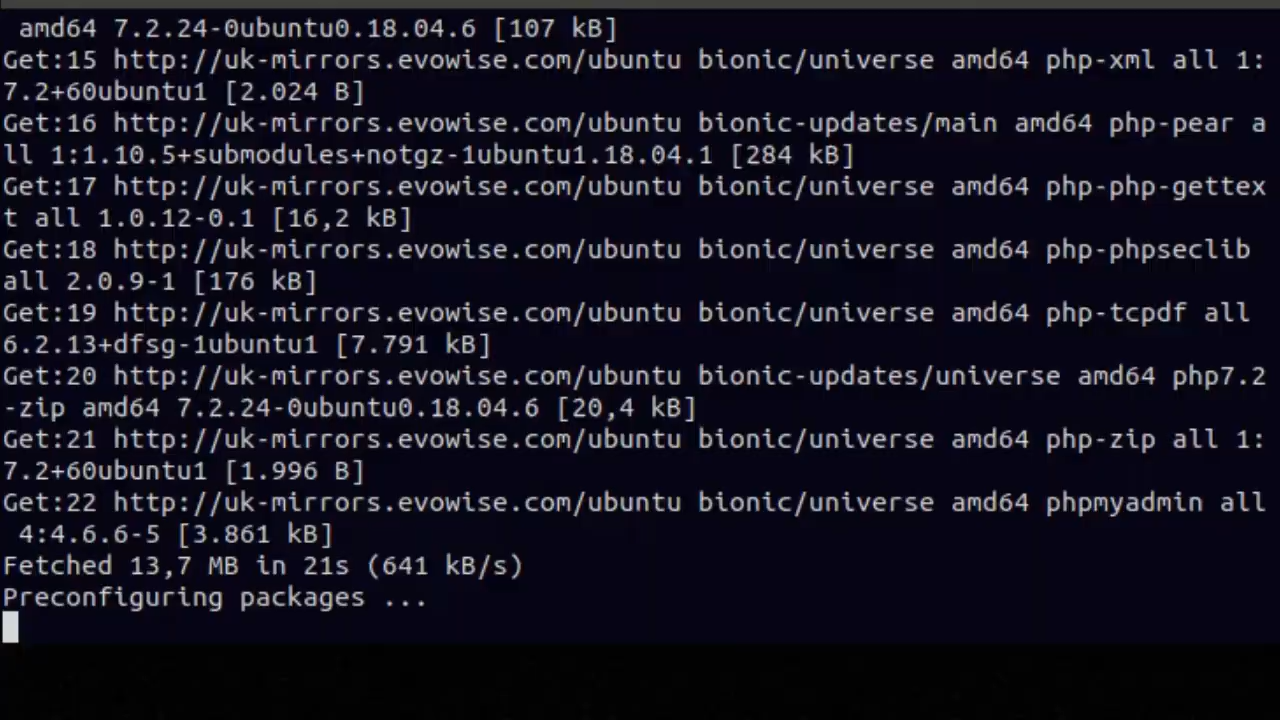 amd64 7.2.24-0ubuntu0.18.04.6 [107 kB]
Get:15 http://uk-mirrors.evowise.com/ubuntu bionic/universe amd64 php-xml all 1:
7.2+60ubuntu1 [2.024 B]
Get:16 http://uk-mirrors.evowise.com/ubuntu bionic-updates/main amd64 php-pear a
ll 1:1.10.5+submodules+notgz-1ubuntu1.18.04.1 [284 kB]
Get:17 http://uk-mirrors.evowise.com/ubuntu bionic/universe amd64 php-php-gettex
t all 1.0.12-0.1 [16,2 kB]
Get:18 http://uk-mirrors.evowise.com/ubuntu bionic/universe amd64 php-phpseclib
all 2.0.9-1 [176 kB]
Get:19 http://uk-mirrors.evowise.com/ubuntu bionic/universe amd64 php-tcpdf all
6.2.13+dfsg-1ubuntu1 [7.791 kB]
Get:20 http://uk-mirrors.evowise.com/ubuntu bionic-updates/universe amd64 php7.2
-zip amd64 7.2.24-0ubuntu0.18.04.6 [20,4 kB]
Get:21 http://uk-mirrors.evowise.com/ubuntu bionic/universe amd64 php-zip all 1:
7.2+60ubuntu1 [1.996 B]
Get:22 http://uk-mirrors.evowise.com/ubuntu bionic/universe amd64 phpmyadmin all
4:4.6.6-5 [3.861 kB]
Fetched 13,7 MB in 21s (641 kB/s)
Preconfiguring packages ...